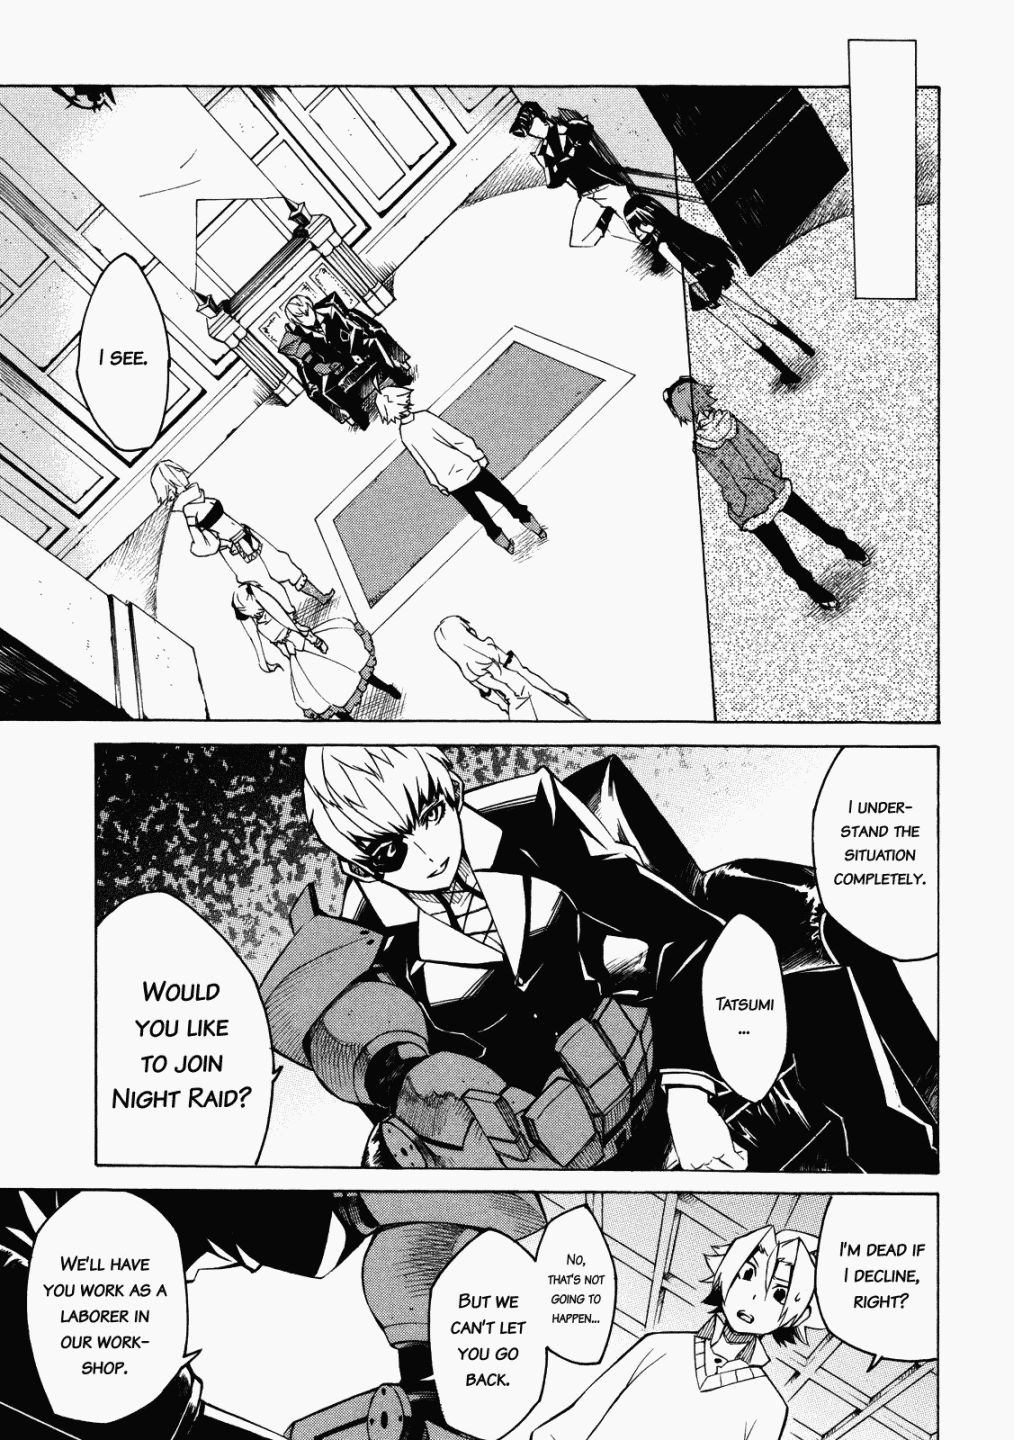 I SEE.
I UNDER-
STAND THE
SITUATION
COMPLETELY.
TATSUMI
...
WOULD
YOU LIKE
TO JOIN
NIGHT RAID?
I'M DEAD IF
I DECLINE,
RIGHT?
NO,
THAT'S NOT
GOING TO
HAPPEN...
BUT WE
CAN'T LET
YOU GO
BACK.
WE'LL HAVE
YOU WORK AS A
LABORER IN
OUR WORK-
SHOP.